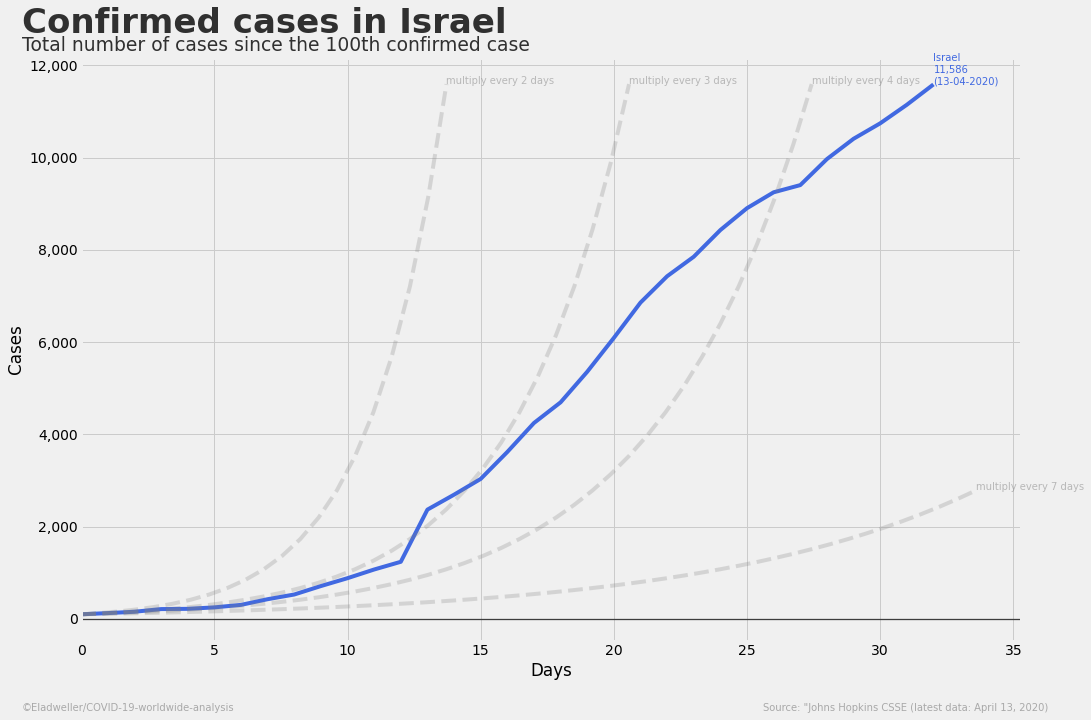 Confirmed cases in Israel
Total number of cases since the 100th confirmed case
Israel
11,586
(13-04-2020)
multiply every 2 days
multiply every 3 days
multiply every 4 days
multiply every 7 days
12,000
10,000
8,000
6,000
4,000
2,000
0
Cases
0 5 10 15 20 25 30 35
Days
©Eladweller/COVID-19-worldwide-analysis
Source: "Johns Hopkins CSSE (latest data: April 13, 2020)